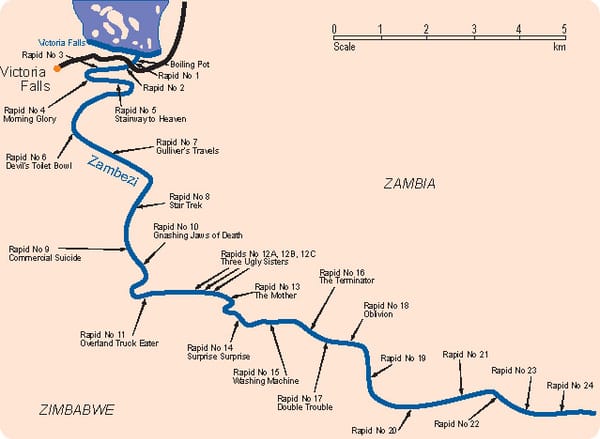 0 1 2 3 4 5
Scale
km
Victoria Falls
Rapid No 3
Boiling Pot
Rapid No 1
Rapid No 2
Victoria
Falls
Rapid No 4
Morning Glory
Rapid No 5
Stairway to Heaven
Rapid No 6
Devil's Toilet Bowl
Rapid No 7
Gulliver's Travels
Zambezi
ZAMBIA
Rapid No 8
Star Trek
Rapid No 10
Gnashing Jaws of Death
Rapid No 9
Commercial Suicide
Rapids No 12A, 12B, 12C
Three Ugly Sisters
Rapid No 13
The Mother
Rapid No 16
The Terminator
Rapid No 18
Oblivion
Rapid No 11
Overland Truck Eater
Rapid No 14
Surprise Surprise
Rapid No 15
Washing Machine
Rapid No 17
Double Trouble
Rapid No 19
Rapid No 21
Rapid No 23
Rapid No 24
Rapid No 22
Rapid No 20
ZIMBABWE